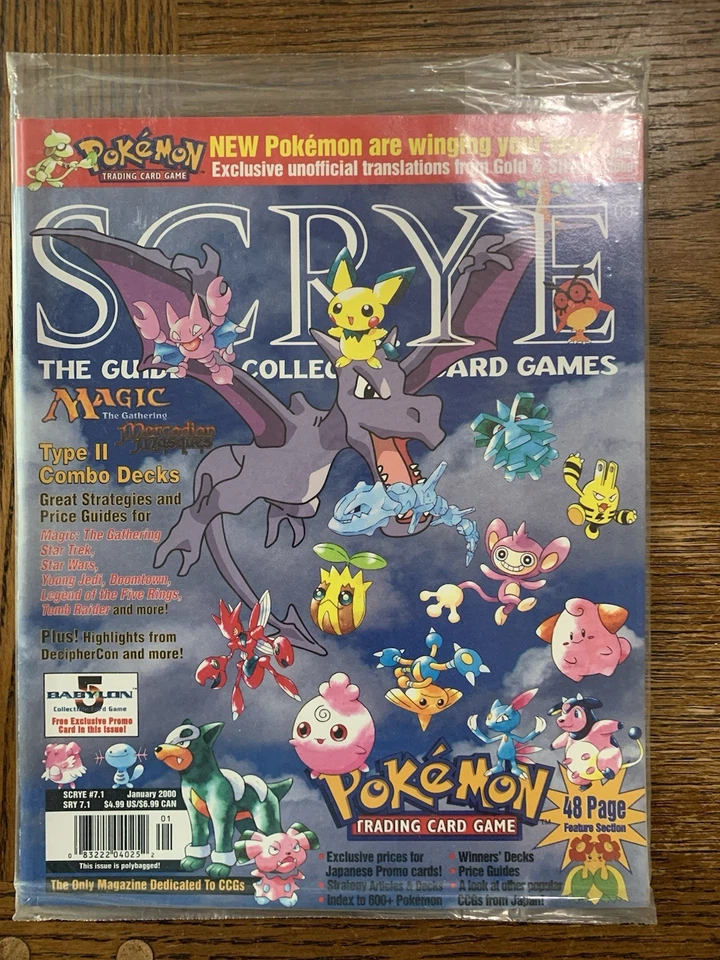 POKéMON
TRADING CARD GAME
NEW Pokémon are winging your
Exclusive unofficial translations from Gold &
SCRYE
THE COLLEC ARD GAMES
MAGIC
The Gathering
Mercadian
Masques
Type II
Combo Decks
Great Strategies and
Price Guides for
Magic: The Gathering
Star Trek,
Star Wars,
Young Jedi, Doomtown,
Legend of the Five Rings,
Tomb Raider and more!
Plus! Highlights from
DecipherCon and more!
BABYLON
5
Free Exclusive Promo
Card in this Issue!
SCRYE #7.1 January 2000
SRY 7.1 $4.99 US/$6.99 CAN
01
0 83222 04025 2
This issue is polybagged!
The Only Magazine Dedicated To CCGs
POKéMON
TRADING CARD GAME
TM
48 Page
Feature Section
• Exclusive prices for
Japanese Promo cards!
• Strategy Articles & Decks
• Index to 600+ Pokémon
• Winners' Decks
• Price Guides
• A look at other popular
CCGs from Japan!